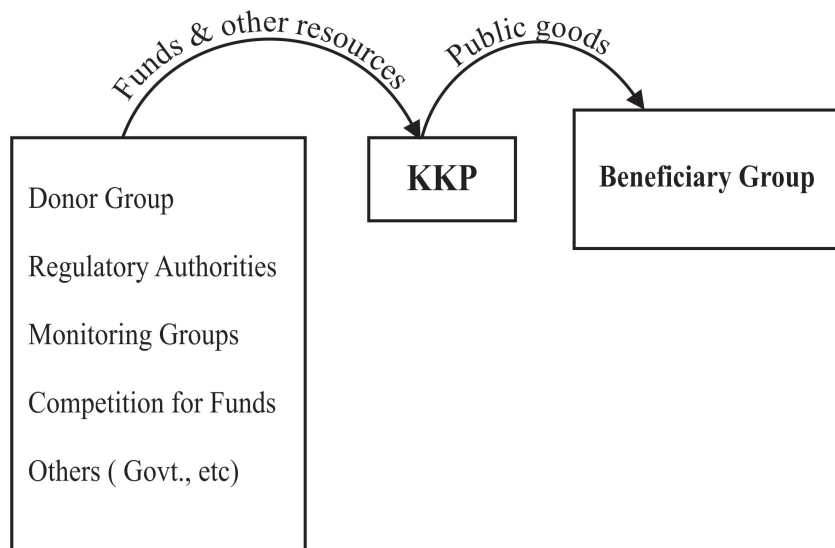 Funds & other resources
Public goods
KKP
Beneficiary Group
Donor Group
Regulatory Authorities
Monitoring Groups
Competition for Funds
Others ( Govt., etc)